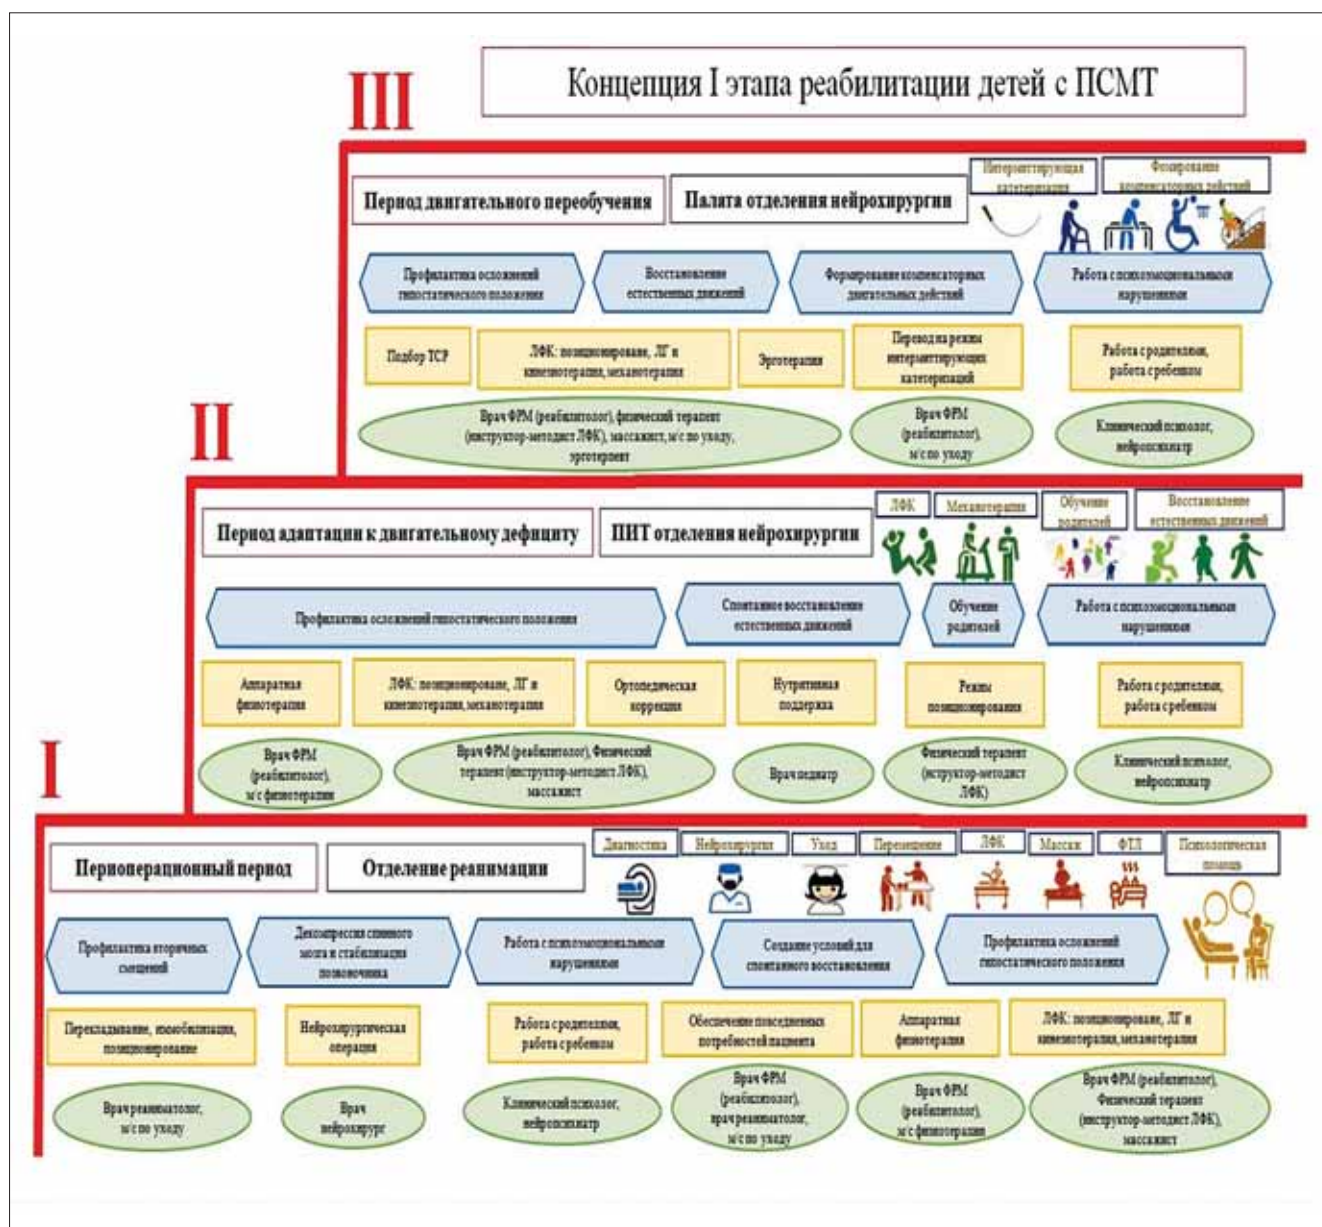 III
Концепция I этапа реабилитации детей с ПСМТ
Период двигательного переобучения
Палата отделения нейрохирургии
Интермиттирующая
катетеризация
Фомирование
компенсаторных действий
Профилактика осложнений
гипостатического положения
Восстановление
естественных движений
Формирование компенсаторных
двигательных действий
Работа с психоэмоциональными
нарушениями
Подбор ТСР
ЛФК: позиционироване, ЛГ и
кинезиотерапия, механотерапия
Эрготерапия
Перевод на режим
интермиттирующих
катетеризаций
Работа с родителями,
работа с ребенком
Врач ФРМ (реабилитолог), физический терапевт
(инструктор-методист ЛФК), массажист, м/с по уходу,
Врач ФРМ
(реабилитолог),
м/с по уходу
Клинический психолог,
нейропсихиатр
II
Период адаптации к двигательному дефициту
ПИТ отделения нейрохирургии
ЛФК
Механотерапия
Обучение
родителей
Восстановление
естественных движений
Профилактика осложнений гипостатического положения
Спонтанное восстановление
естественных движений
Обучение
родителей
Работа с психоэмоциональными
нарушениями
Аппаратная
физиотерапия
ЛФК: позиционироване, ЛГ и
кинезиотерапия, механотерапия
Ортопедическая
коррекция
Нутритивная
поддержка
Режим
позиционирования
Работа с родителями,
работа с ребенком
Врач ФРМ
(реабилитолог),
м/с физиотерапии
Врач ФРМ (реабилитолог), Физический
терапевт (инструктор-методист ЛФК),
массажист
Врач педиатр
Физический терапевт
(нструктор-методист
ЛФК)
Клинический психолог,
нейропсихиатр
I
Периоперационный период
Отделение реанимации
Диагностика
Нейрохирургия
Уход
Перемещение
ЛФК
Массаж
ФТЛ
Психологическая
помощь
Профилактика вторичных
смещений
Декомпрессия спинного
мозга и стабилизация
позвоночника
Работа с психоэмоциональными
нарушениями
Создание условий для
спонтанного восстановления
Профилактика осложнений
гипостатического положения
Перекладывание, иммобилизация,
позиционирование
Нейрохирургическая
операция
Работа с родителями,
работа с ребенком
Обеспечение повседневных
потребностей пациента
Аппаратная
физиотерапия
ЛФК: позиционироване, ЛГ и
кинезиотерапия, механотерапия
Врач реаниматолог,
м/с по уходу
Врач
нейрохирург
Клинический психолог,
нейропсихиатр
Врач ФРМ
(реабилитолог),
врач реаниматолог,
м/с по уходу
Врач ФРМ
(реабилитолог),
м/с физиотерапии
Врач ФРМ (реабилитолог),
Физический терапевт
(инструктор-методист ЛФК),
массажист